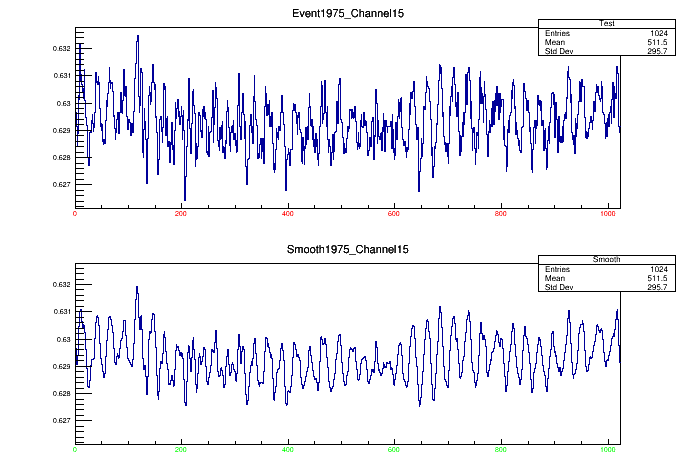 Event1975_Channel15
Test
Entries 1024
Mean 511.5
Std Dev 295.7
0.632
0.631
0.63
0.629
0.628
0.627
0 200 400 600 800 1000
Smooth1975_Channel15
Smooth
Entries 1024
Mean 511.5
Std Dev 295.7
0.632
0.631
0.63
0.629
0.628
0.627
0 200 400 600 800 1000